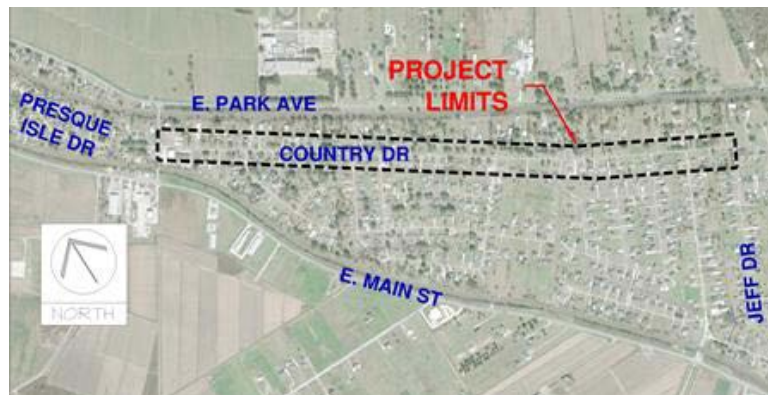 PROJECT
LIMITS
E. PARK AVE
PRESQUE
ISLE DR
COUNTRY DR
E. MAIN ST
JEFF DR
NORTH